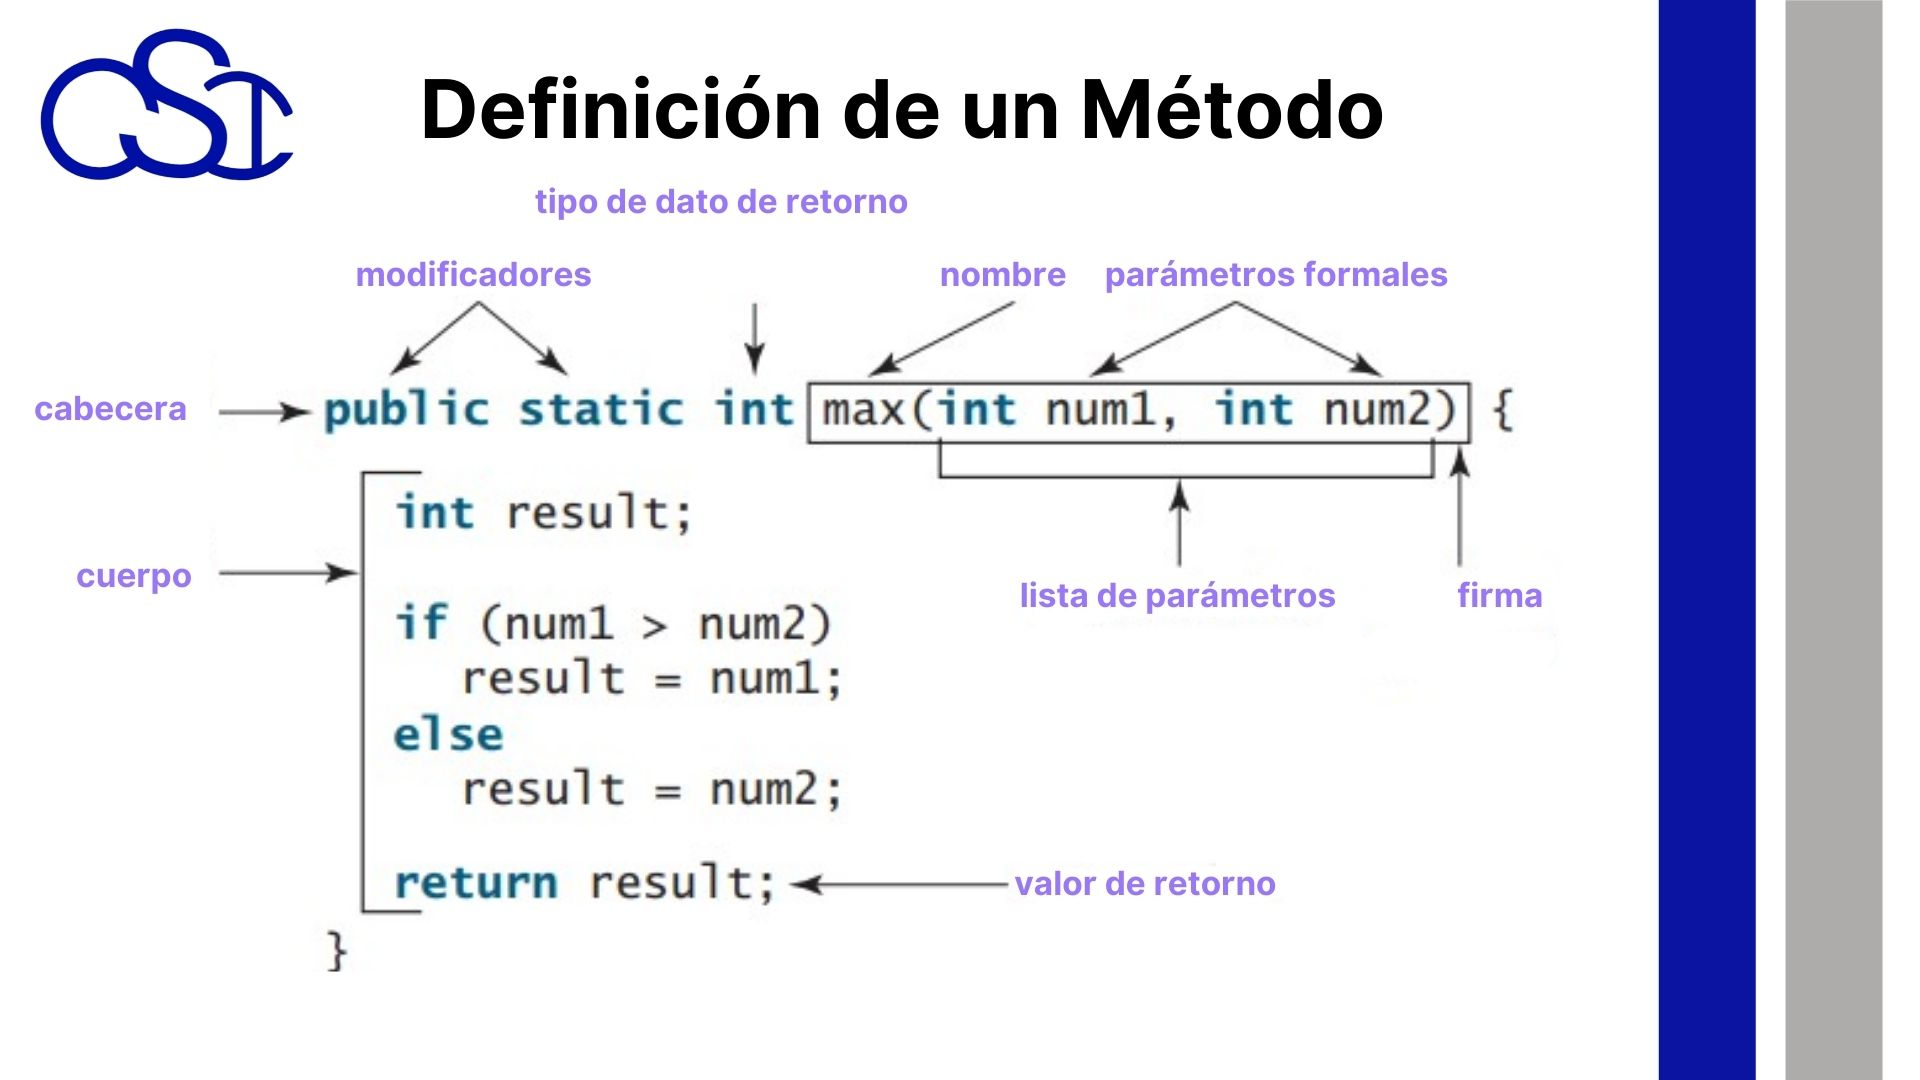 CSTI
Definición de un Método
tipo de dato de retorno
modificadores
nombre
parámetros formales
cabecera
public static int max(int num1, int num2) {
int result;
cuerpo
lista de parámetros
firma
if (num1 > num2)
result = num1;
else
result = num2;
return result;
valor de retorno
}